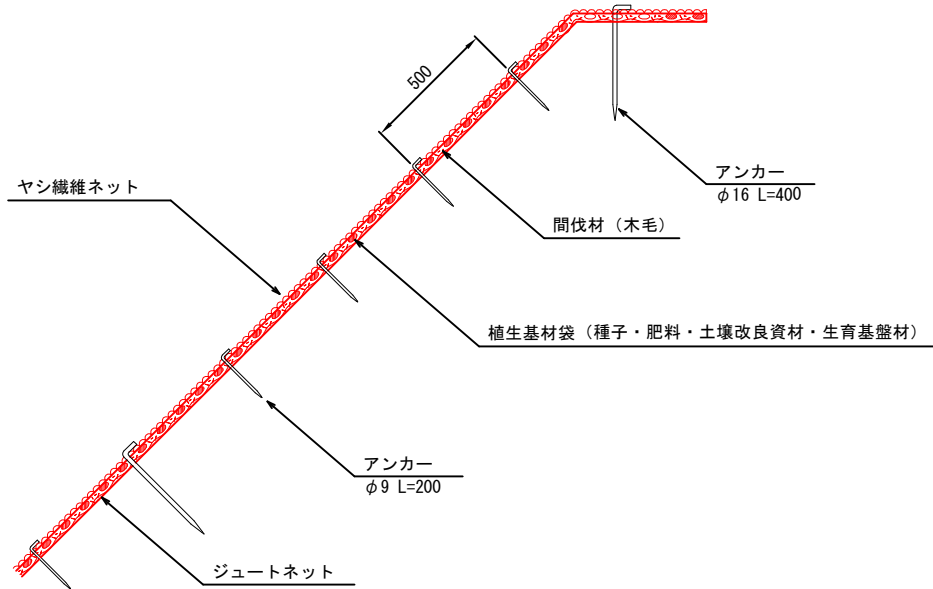 500
アンカー
φ16 L=400
ヤシ繊維ネット
間伐材（木毛）
植生基材袋（種子・肥料・土壌改良資材・生育基盤材）
アンカー
φ9 L=200
ジュートネット